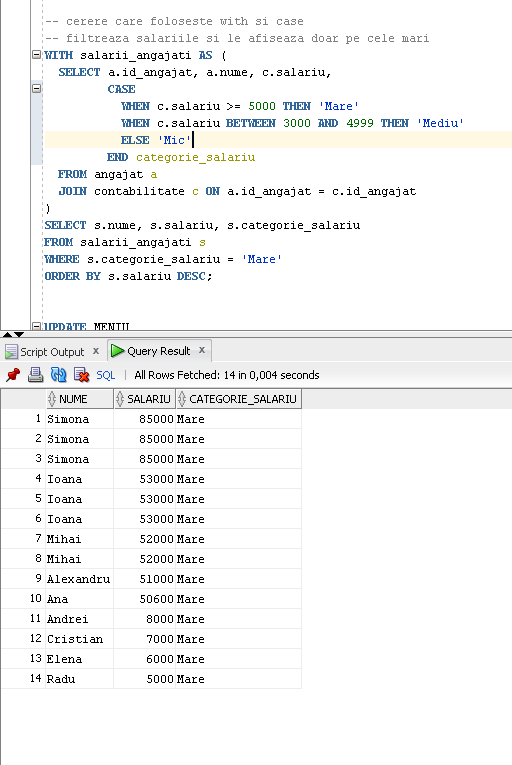 -- cerere care foloseste with si case
-- filtreaza salariile si le afiseaza doar pe cele mari
WITH salarii_angajati AS (
SELECT a.id_angajat, a.nume, c.salariu,
CASE
WHEN c.salariu >= 5000 THEN 'Mare'
WHEN c.salariu BETWEEN 3000 AND 4999 THEN 'Mediu'
ELSE 'Mic'
END categorie_salariu
FROM angajat a
JOIN contabilitate c ON a.id_angajat = c.id_angajat
)
SELECT s.nume, s.salariu, s.categorie_salariu
FROM salarii_angajati s
WHERE s.categorie_salariu = 'Mare'
ORDER BY s.salariu DESC;
UPDATE MENIU
Script Output x Query Result x
SQL | All Rows Fetched: 14 in 0,004 seconds
NUME SALARIU CATEGORIE_SALARIU
1 Simona 85000 Mare
2 Simona 85000 Mare
3 Simona 85000 Mare
4 Ioana 53000 Mare
5 Ioana 53000 Mare
6 Ioana 53000 Mare
7 Mihai 52000 Mare
8 Mihai 52000 Mare
9 Alexandru 51000 Mare
10 Ana 50600 Mare
11 Andrei 8000 Mare
12 Cristian 7000 Mare
13 Elena 6000 Mare
14 Radu 5000 Mare